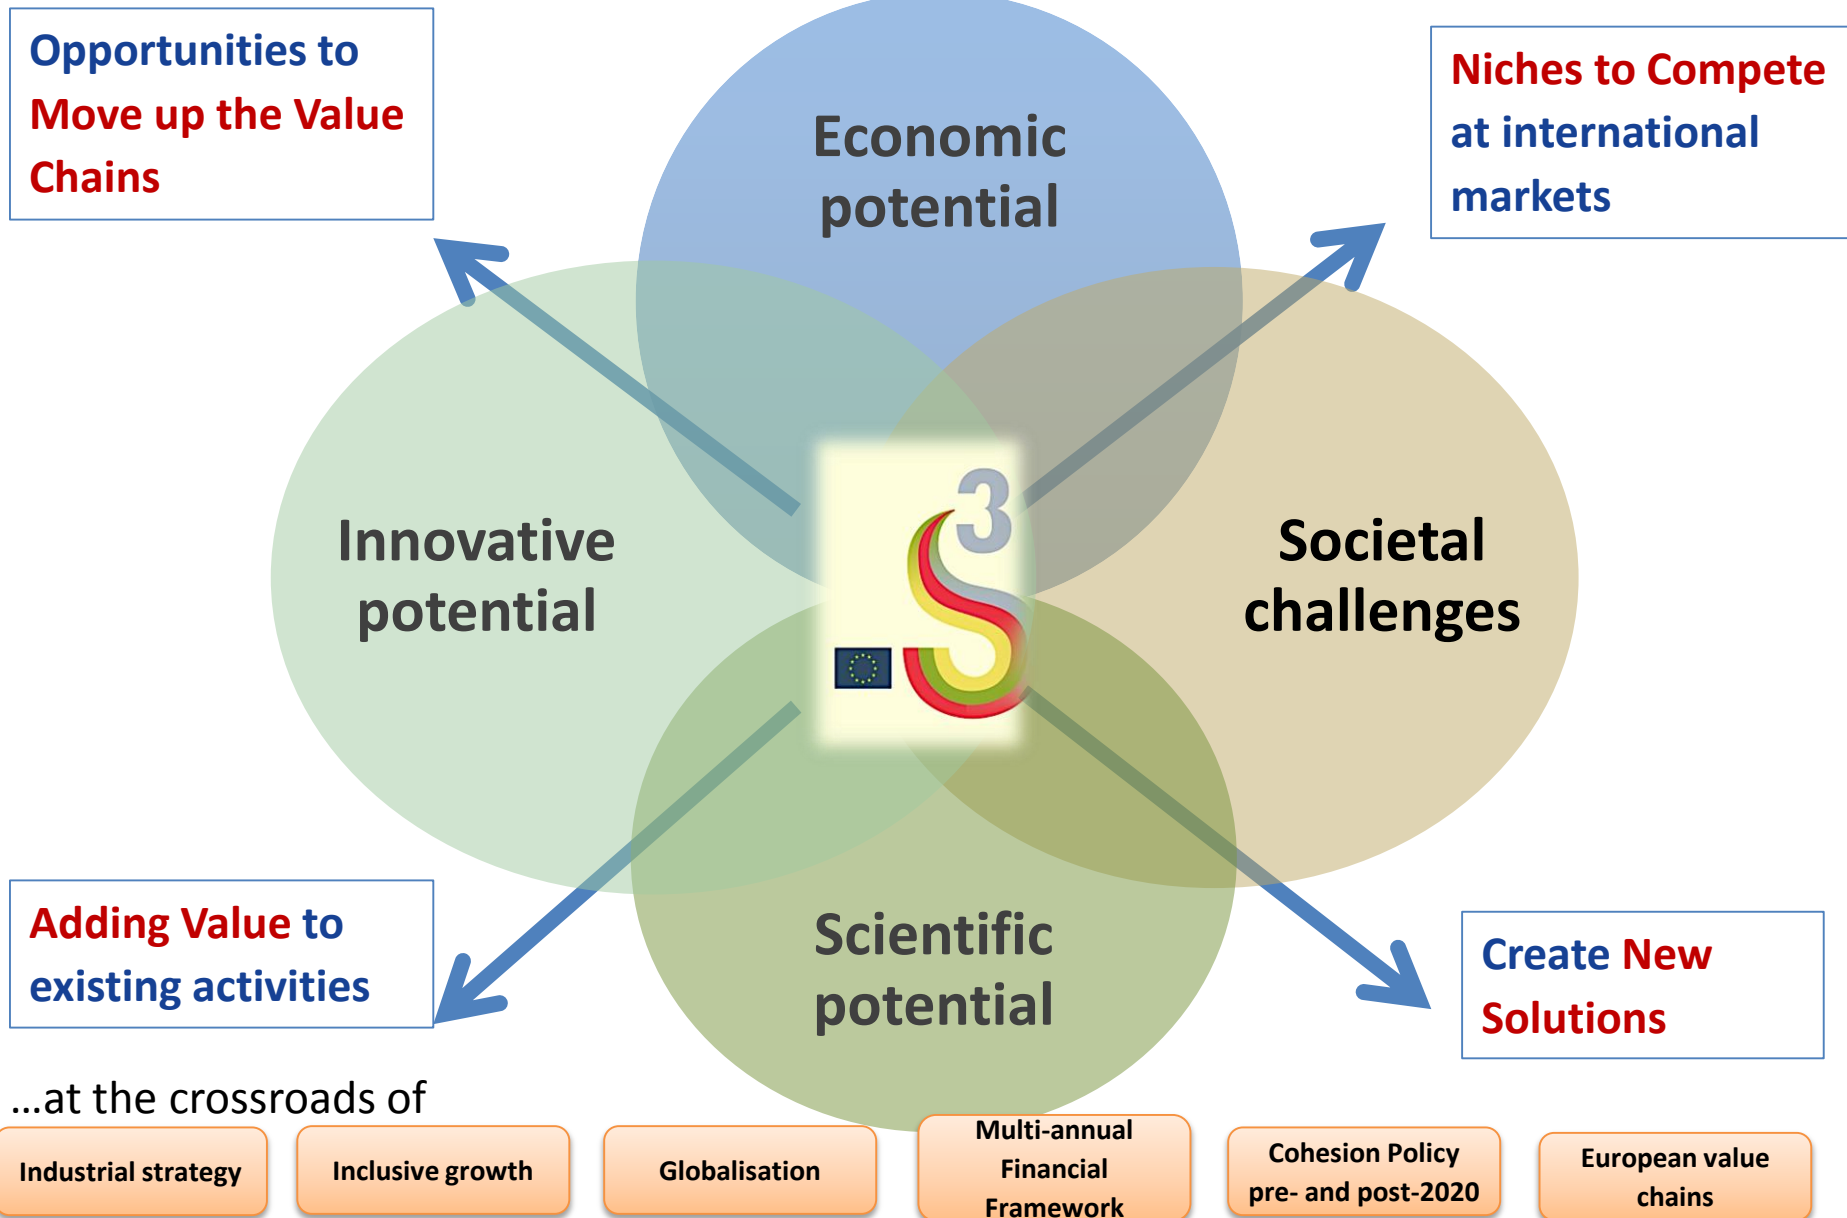 Opportunities to
Move up the Value
Chains
Economic
potential
Niches to Compete
at international
markets
Innovative
potential
S3
Societal
challenges
Adding Value to
existing activities
Scientific
potential
Create New
Solutions
...at the crossroads of
Industrial strategy
Inclusive growth
Globalisation
Multi-annual
Financial
Framework
Cohesion Policy
pre- and post-2020
European value
chains